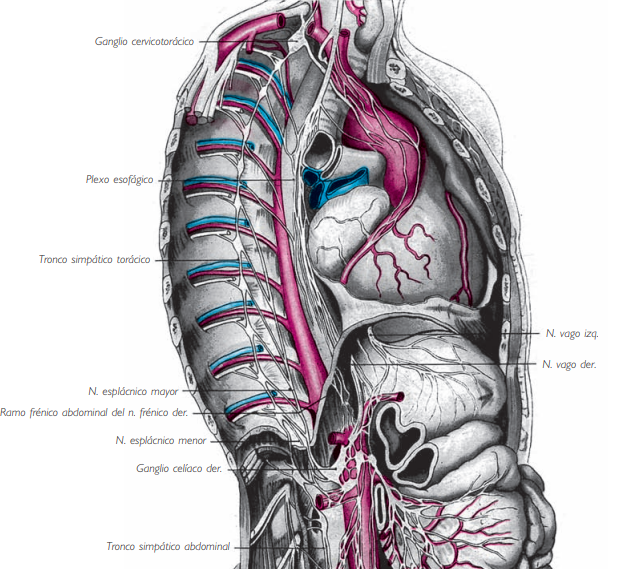 Ganglio cervicotorácico
Plexo esofágico
Tronco simpático torácico
N. vago izq.
N. vago der.
N. esplácnico mayor
Ramo frénico abdominal del n. frénico der.
N. esplácnico menor
Ganglio celíaco der.
Tronco simpático abdominal